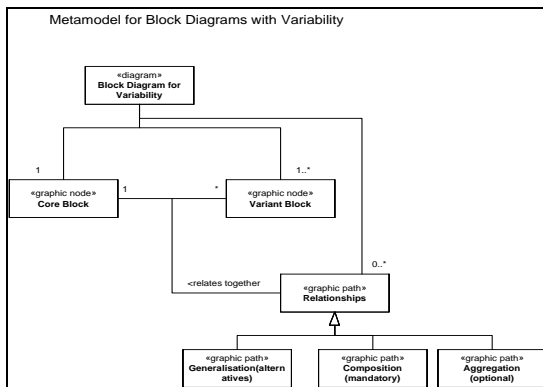 Metamodel for Block Diagrams with Variability
«diagram»
Block Diagram for
Variability
1
1..*
«graphic node»
Core Block
1
*
«graphic node»
Variant Block
0..*
<relates together
«graphic path»
Relationships
«graphic path»
Generalisation(altern
atives)
«graphic path»
Composition
(mandatory)
«graphic path»
Aggregation
(optional)